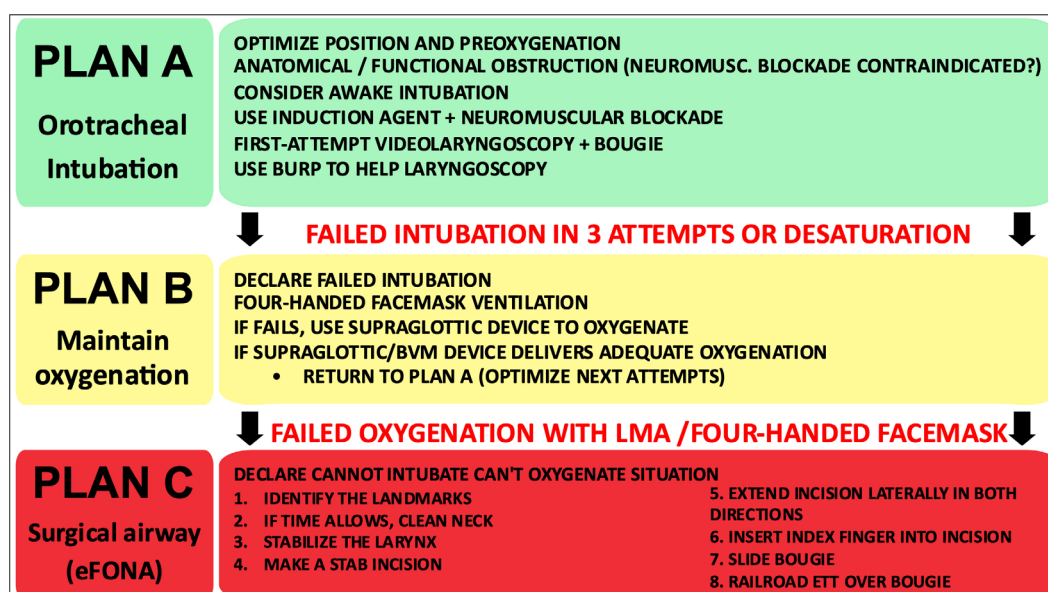 PLAN A
Orotracheal
Intubation
OPTIMIZE POSITION AND PREOXYGENATION
ANATOMICAL / FUNCTIONAL OBSTRUCTION (NEUROMUSC. BLOCKADE CONTRAINDICATED?)
CONSIDER AWAKE INTUBATION
USE INDUCTION AGENT + NEUROMUSCULAR BLOCKADE
FIRST-ATTEMPT VIDEOLARYNGOSCOPY + BOUGIE
USE BURP TO HELP LARYNGOSCOPY
FAILED INTUBATION IN 3 ATTEMPTS OR DESATURATION
PLAN B
Maintain
oxygenation
DECLARE FAILED INTUBATION
FOUR-HANDED FACEMASK VENTILATION
IF FAILS, USE SUPRAGLOTTIC DEVICE TO OXYGENATE
IF SUPRAGLOTTIC/BVM DEVICE DELIVERS ADEQUATE OXYGENATION
• RETURN TO PLAN A (OPTIMIZE NEXT ATTEMPTS)
FAILED OXYGENATION WITH LMA /FOUR-HANDED FACEMASK
PLAN C
Surgical airway
(eFONA)
DECLARE CANNOT INTUBATE CAN'T OXYGENATE SITUATION
1. IDENTIFY THE LANDMARKS
2. IF TIME ALLOWS, CLEAN NECK
3. STABILIZE THE LARYNX
4. MAKE A STAB INCISION
5. EXTEND INCISION LATERALLY IN BOTH
DIRECTIONS
6. INSERT INDEX FINGER INTO INCISION
7. SLIDE BOUGIE
8. RAILROAD ETT OVER BOUGIE